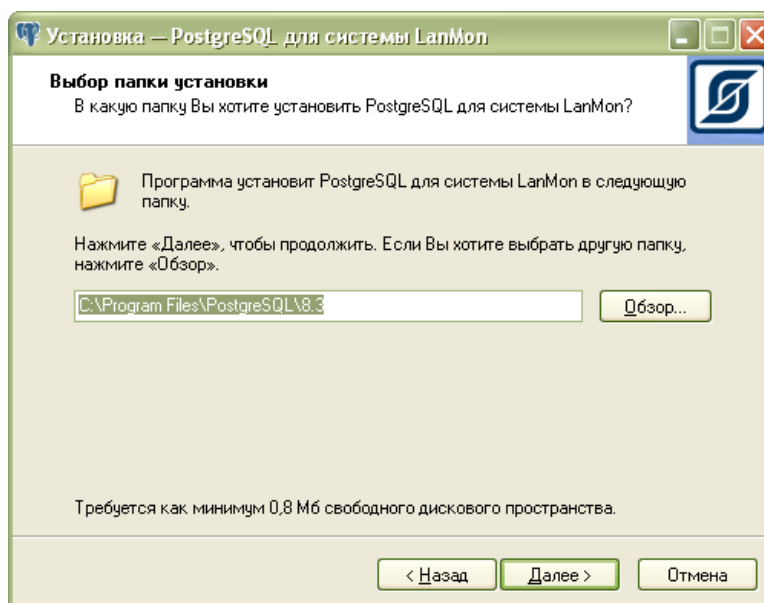 Установка — PostgreSQL для системы LanMon
Выбор папки установки
В какую папку Вы хотите установить PostgreSQL для системы LanMon?
Программа установит PostgreSQL для системы LanMon в следующую
папку.
Нажмите «Далее», чтобы продолжить. Если Вы хотите выбрать другую папку,
нажмите «Обзор».
C:\Program Files\PostgreSQL\8.3
Обзор...
Требуется как минимум 0,8 Мб свободного дискового пространства.
< Назад
Далее >
Отмена